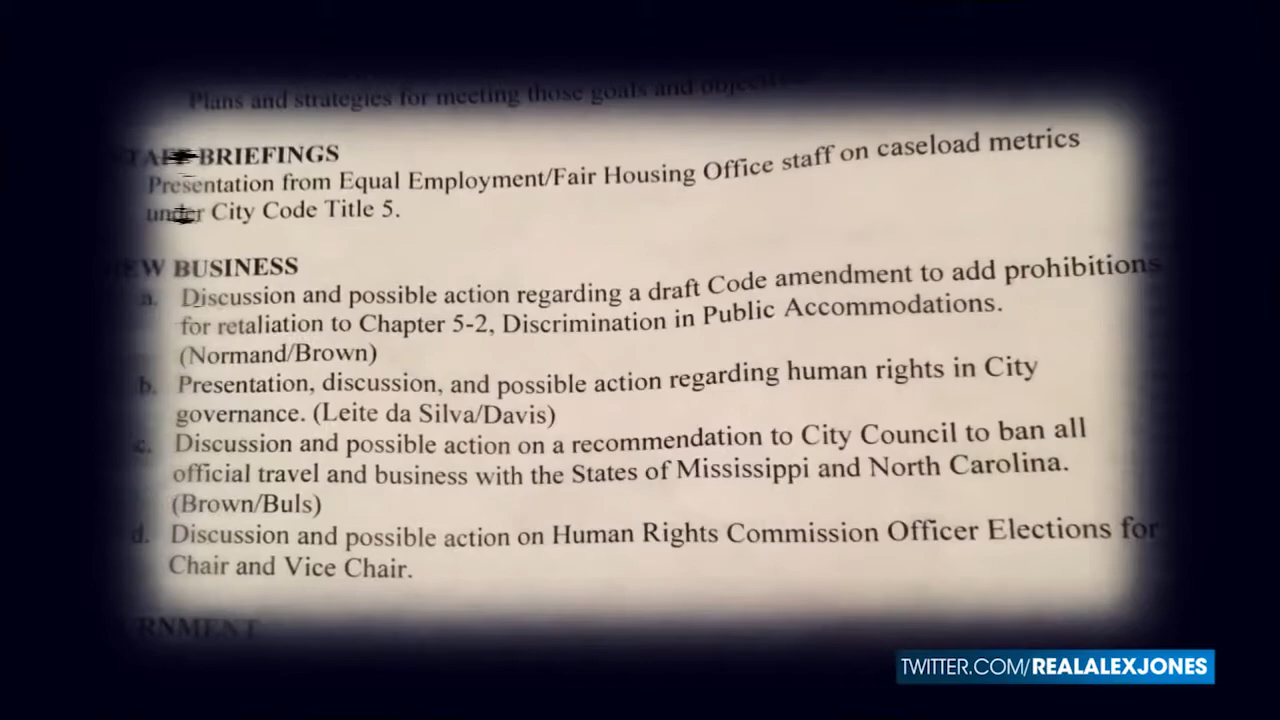 Plans and strategies for meeting those goals and
BRIEFINGS
Presentation from Equal Employment/Fair Housing Office staff on caseload metrics
under City Code Title 5.
EW BUSINESS
a. Discussion and possible action regarding a draft Code amendment to add prohibitions
for retaliation to Chapter 5-2, Discrimination in Public Accommodations.
(Normand/Brown)
b. Presentation, discussion, and possible action regarding human rights in City
governance. (Leite da Silva/Davis)
c. Discussion and possible action on a recommendation to City Council to ban all
official travel and business with the States of Mississippi and North Carolina.
(Brown/Buls)
d. Discussion and possible action on Human Rights Commission Officer Elections for
Chair and Vice Chair.
RNMENT
TWITTER.COM/REALALEXJONES